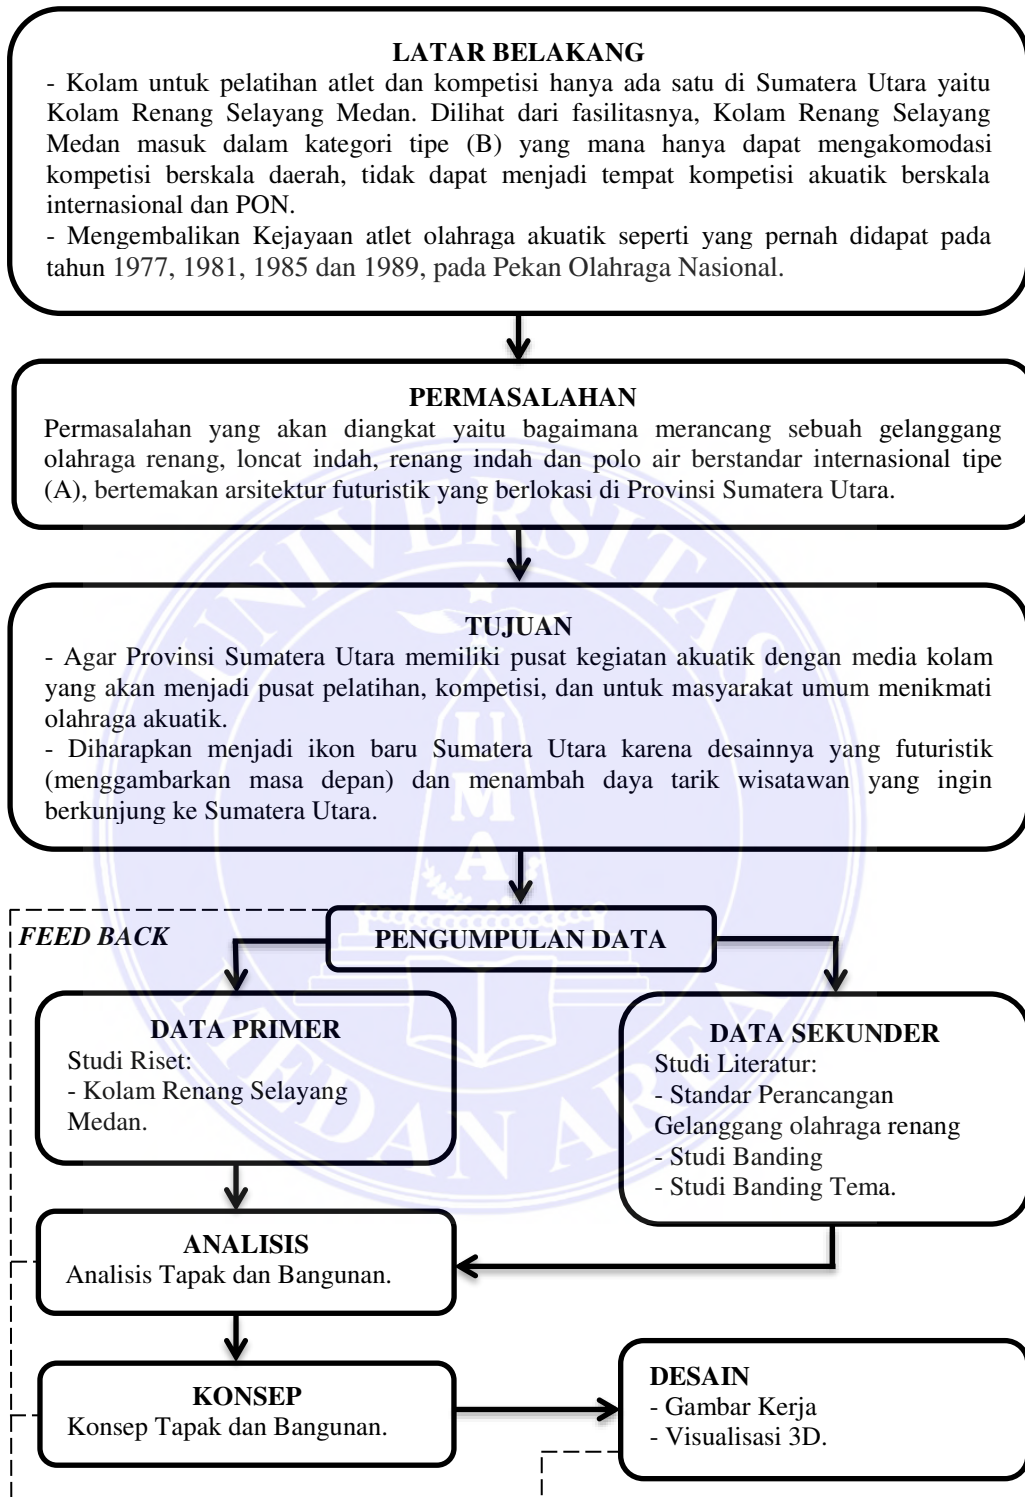 LATAR BELAKANG
- Kolam untuk pelatihan atlet dan kompetisi hanya ada satu di Sumatera Utara yaitu
Kolam Renang Selayang Medan. Dilihat dari fasilitasnya, Kolam Renang Selayang
Medan masuk dalam kategori tipe (B) yang mana hanya dapat mengakomodasi
kompetisi berskala daerah, tidak dapat menjadi tempat kompetisi akuatik berskala
internasional dan PON.
- Mengembalikan Kejayaan atlet olahraga akuatik seperti yang pernah didapat pada
tahun 1977, 1981, 1985 dan 1989, pada Pekan Olahraga Nasional.
PERMASALAHAN
Permasalahan yang akan diangkat yaitu bagaimana merancang sebuah gelanggang
olahraga renang, loncat indah, renang indah dan polo air berstandar internasional tipe
(A), bertemakan arsitektur futuristik yang berlokasi di Provinsi Sumatera Utara.
TUJUAN
- Agar Provinsi Sumatera Utara memiliki pusat kegiatan akuatik dengan media kolam
yang akan menjadi pusat pelatihan, kompetisi, dan untuk masyarakat umum menikmati
olahraga akuatik.
- Diharapkan menjadi ikon baru Sumatera Utara karena desainnya yang futuristik
(menggambarkan masa depan) dan menambah daya tarik wisatawan yang ingin
berkunjung ke Sumatera Utara.
FEED BACK
PENGUMPULAN DATA
DATA PRIMER
Studi Riset:
- Kolam Renang Selayang
Medan.
DATA SEKUNDER
Studi Literatur:
- Standar Perancangan
Gelanggang olahraga renang
- Studi Banding
- Studi Banding Tema.
ANALISIS
Analisis Tapak dan Bangunan.
KONSEP
Konsep Tapak dan Bangunan.
DESAIN
- Gambar Kerja
- Visualisasi 3D.
UNIVERSITAS
MEDAN AREA
UMA